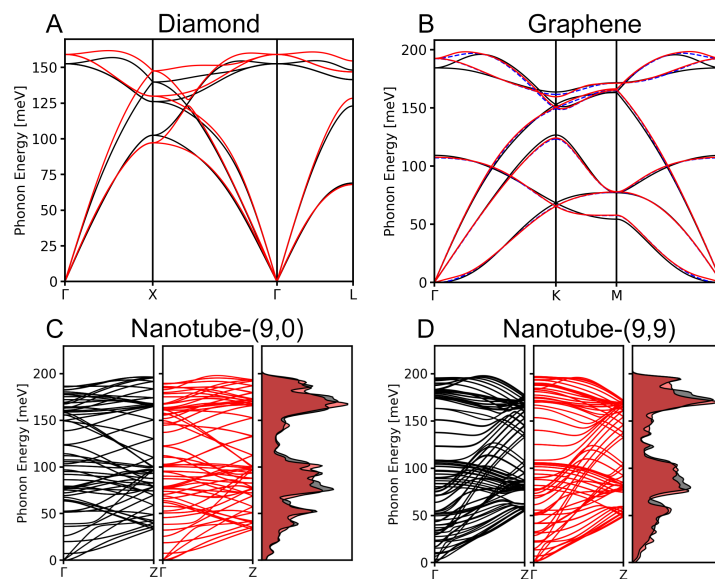 A Diamond
Phonon Energy [meV]
150
125
100
75
50
25
0
Γ X Γ L
B Graphene
Phonon Energy [meV]
200
150
100
50
0
Γ K M
C Nanotube-(9,0)
Phonon Energy [meV]
200
150
100
50
0
Γ Z Γ Z
D Nanotube-(9,9)
Phonon Energy [meV]
200
150
100
50
0
Γ Z Γ Z